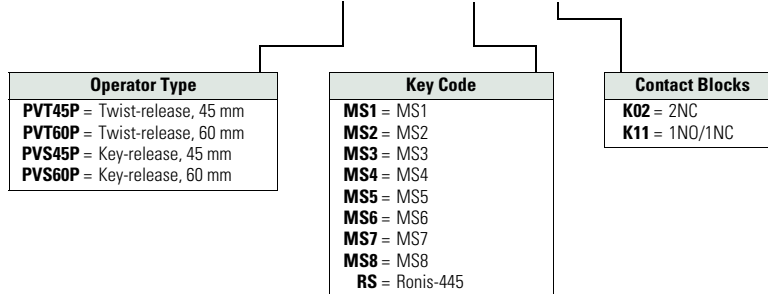 Operator Type
PVT45P = Twist-release, 45 mm
PVT60P = Twist-release, 60 mm
PVS45P = Key-release, 45 mm
PVS60P = Key-release, 60 mm
Key Code
MS1 = MS1
MS2 = MS2
MS3 = MS3
MS4 = MS4
MS5 = MS5
MS6 = MS6
MS7 = MS7
MS8 = MS8
RS = Ronis-445
Contact Blocks
K02 = 2NC
K11 = 1NO/1NC